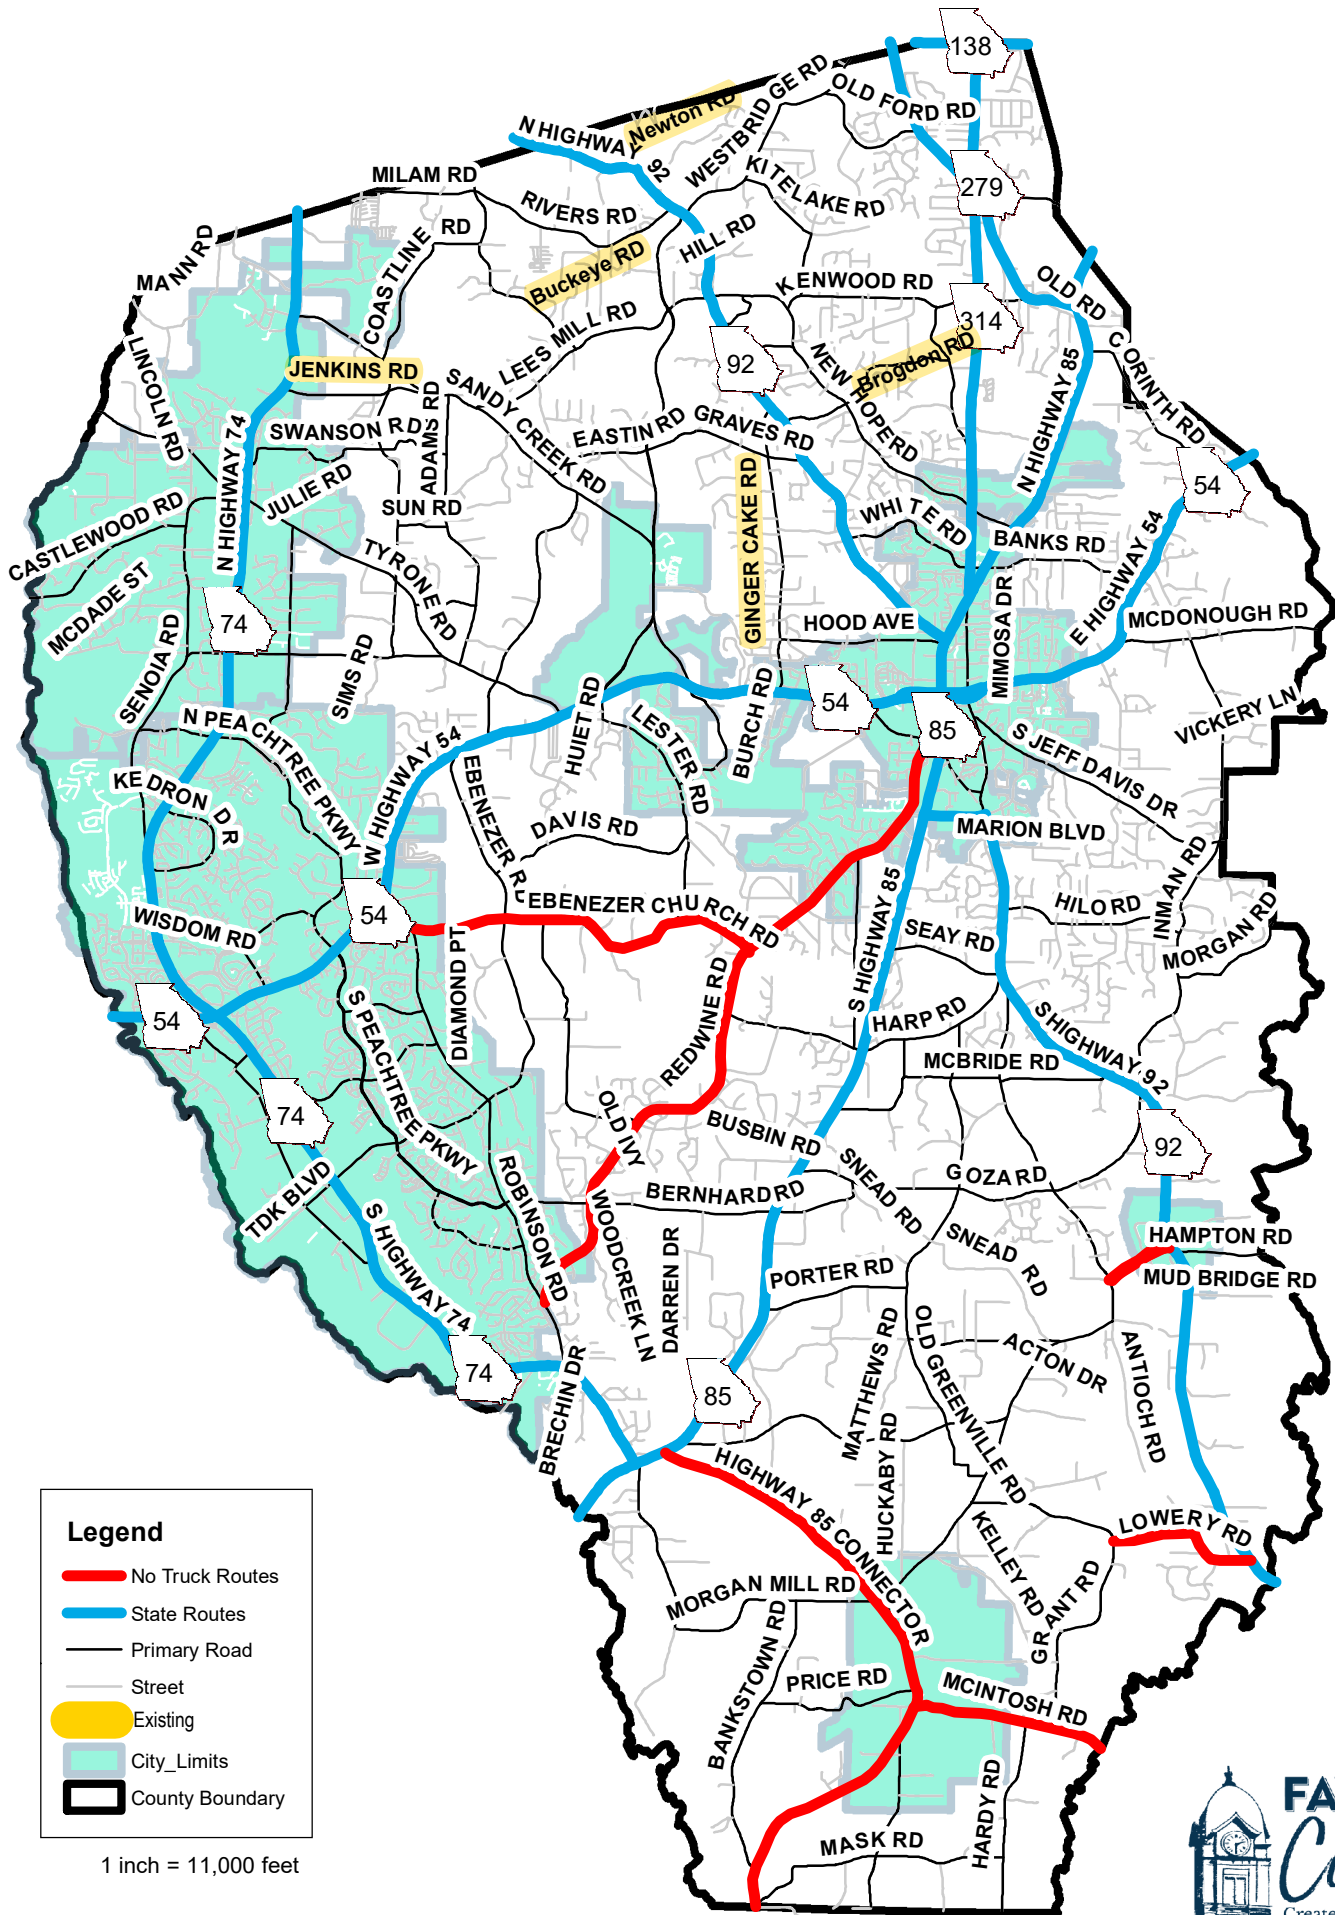 138
OLD FORD RD
WESTBRIDGE RD
Newton RD
N HIGHWAY 92
MILAM RD
KITELAKE RD
279
RIVERS RD
COASTLINE RD
HILL RD
MANN RD
Buckeye RD
KENWOOD RD
OLD RD
314
LEES MILL RD
CORINTH RD
LINCOLN RD
92
NEW HOPE RD
Brogdon RD
JENKINS RD
N HIGHWAY 85
SANDY CREEK RD
ADAMS RD
SWANSON RD
EASTIN RD
GRAVES RD
N HIGHWAY 74
54
JULIE RD
GINGER CAKE RD
CASTLEWOOD RD
SUN RD
WHITE RD
BANKS RD
E HIGHWAY 54
TYRONE RD
MCDADE ST
74
HOOD AVE
MIMOSA DR
MCDONOUGH RD
SENOIA RD
SIMS RD
HUIET RD
LESTER RD
BURCH RD
54
VICKERY LN
N PEACHTREE PKWY
85
S JEFF DAVIS DR
W HIGHWAY 54
KEDRON DR
EBENEZER RD
DAVIS RD
MARION BLVD
INMAN RD
54
EBENEZER CHURCH RD
S HIGHWAY 85
HILO RD
WISDOM RD
SEAY RD
MORGAN RD
DIAMOND PT
54
S PEACHTREE PKWY
REDWINE RD
HARP RD
S HIGHWAY 92
MCBRIDE RD
74
OLD IVY
BUSBIN RD
92
SNEAD RD
GOZA RD
TDK BLVD
ROBINSON RD
WOODCREEK LN
BERNHARD RD
S HIGHWAY 74
DARREN DR
SNEAD RD
HAMPTON RD
PORTER RD
MUD BRIDGE RD
MATTHEWS RD
OLD GREENVILLE RD
ACTON DR
ANTIOCH RD
74
BRECHIN DR
85
HUCKABY RD
HIGHWAY 85 CONNECTOR
KELLEY RD
LOWERY RD
GRANT RD
MORGAN MILL RD
BANKSTOWN RD
PRICE RD
MCINTOSH RD
HARDY RD
MASK RD
Legend
No Truck Routes
State Routes
Primary Road
Street
Existing
City_Limits
County Boundary
1 inch = 11,000 feet
FA
Create